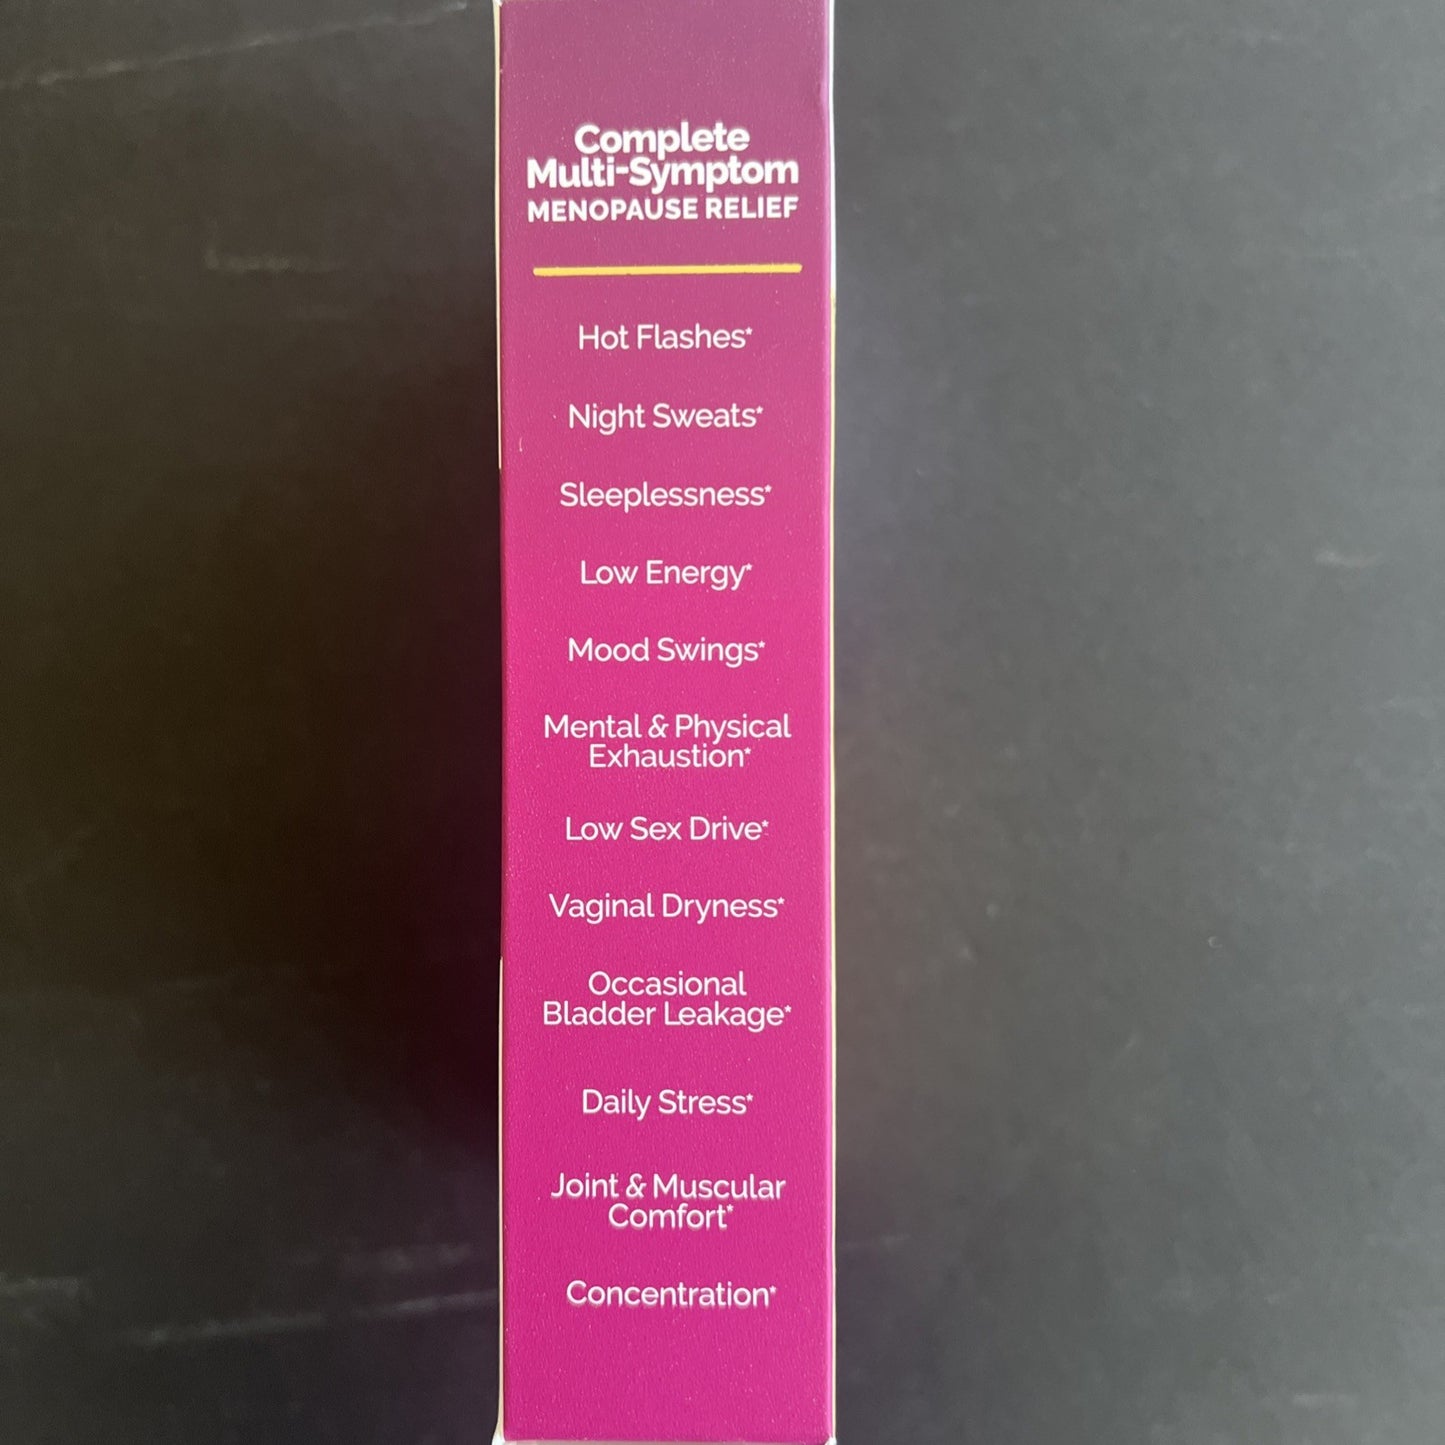 Complete
Multi-Symptom
MENOPAUSE RELIEF
Hot Flashes*
Night Sweats*
Sleeplessness*
Low Energy*
Mood Swings*
Mental & Physical
Exhaustion*
Low Sex Drive*
Vaginal Dryness*
Occasional
Bladder Leakage*
Daily Stress*
Joint & Muscular
Comfort*
Concentration*